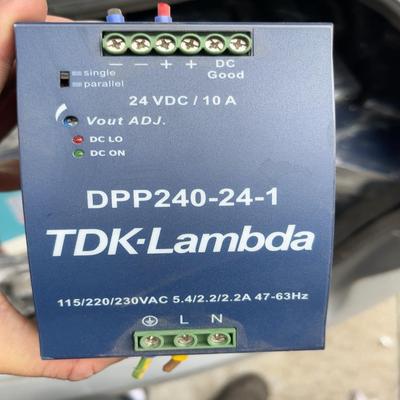 − − + + DC
Good
single
parallel
24 VDC / 10 A
Vout ADJ.
DC LO
DC ON
DPP240-24-1
TDK-Lambda
115/220/230VAC 5.4/2.2/2.2A 47-63Hz
L N